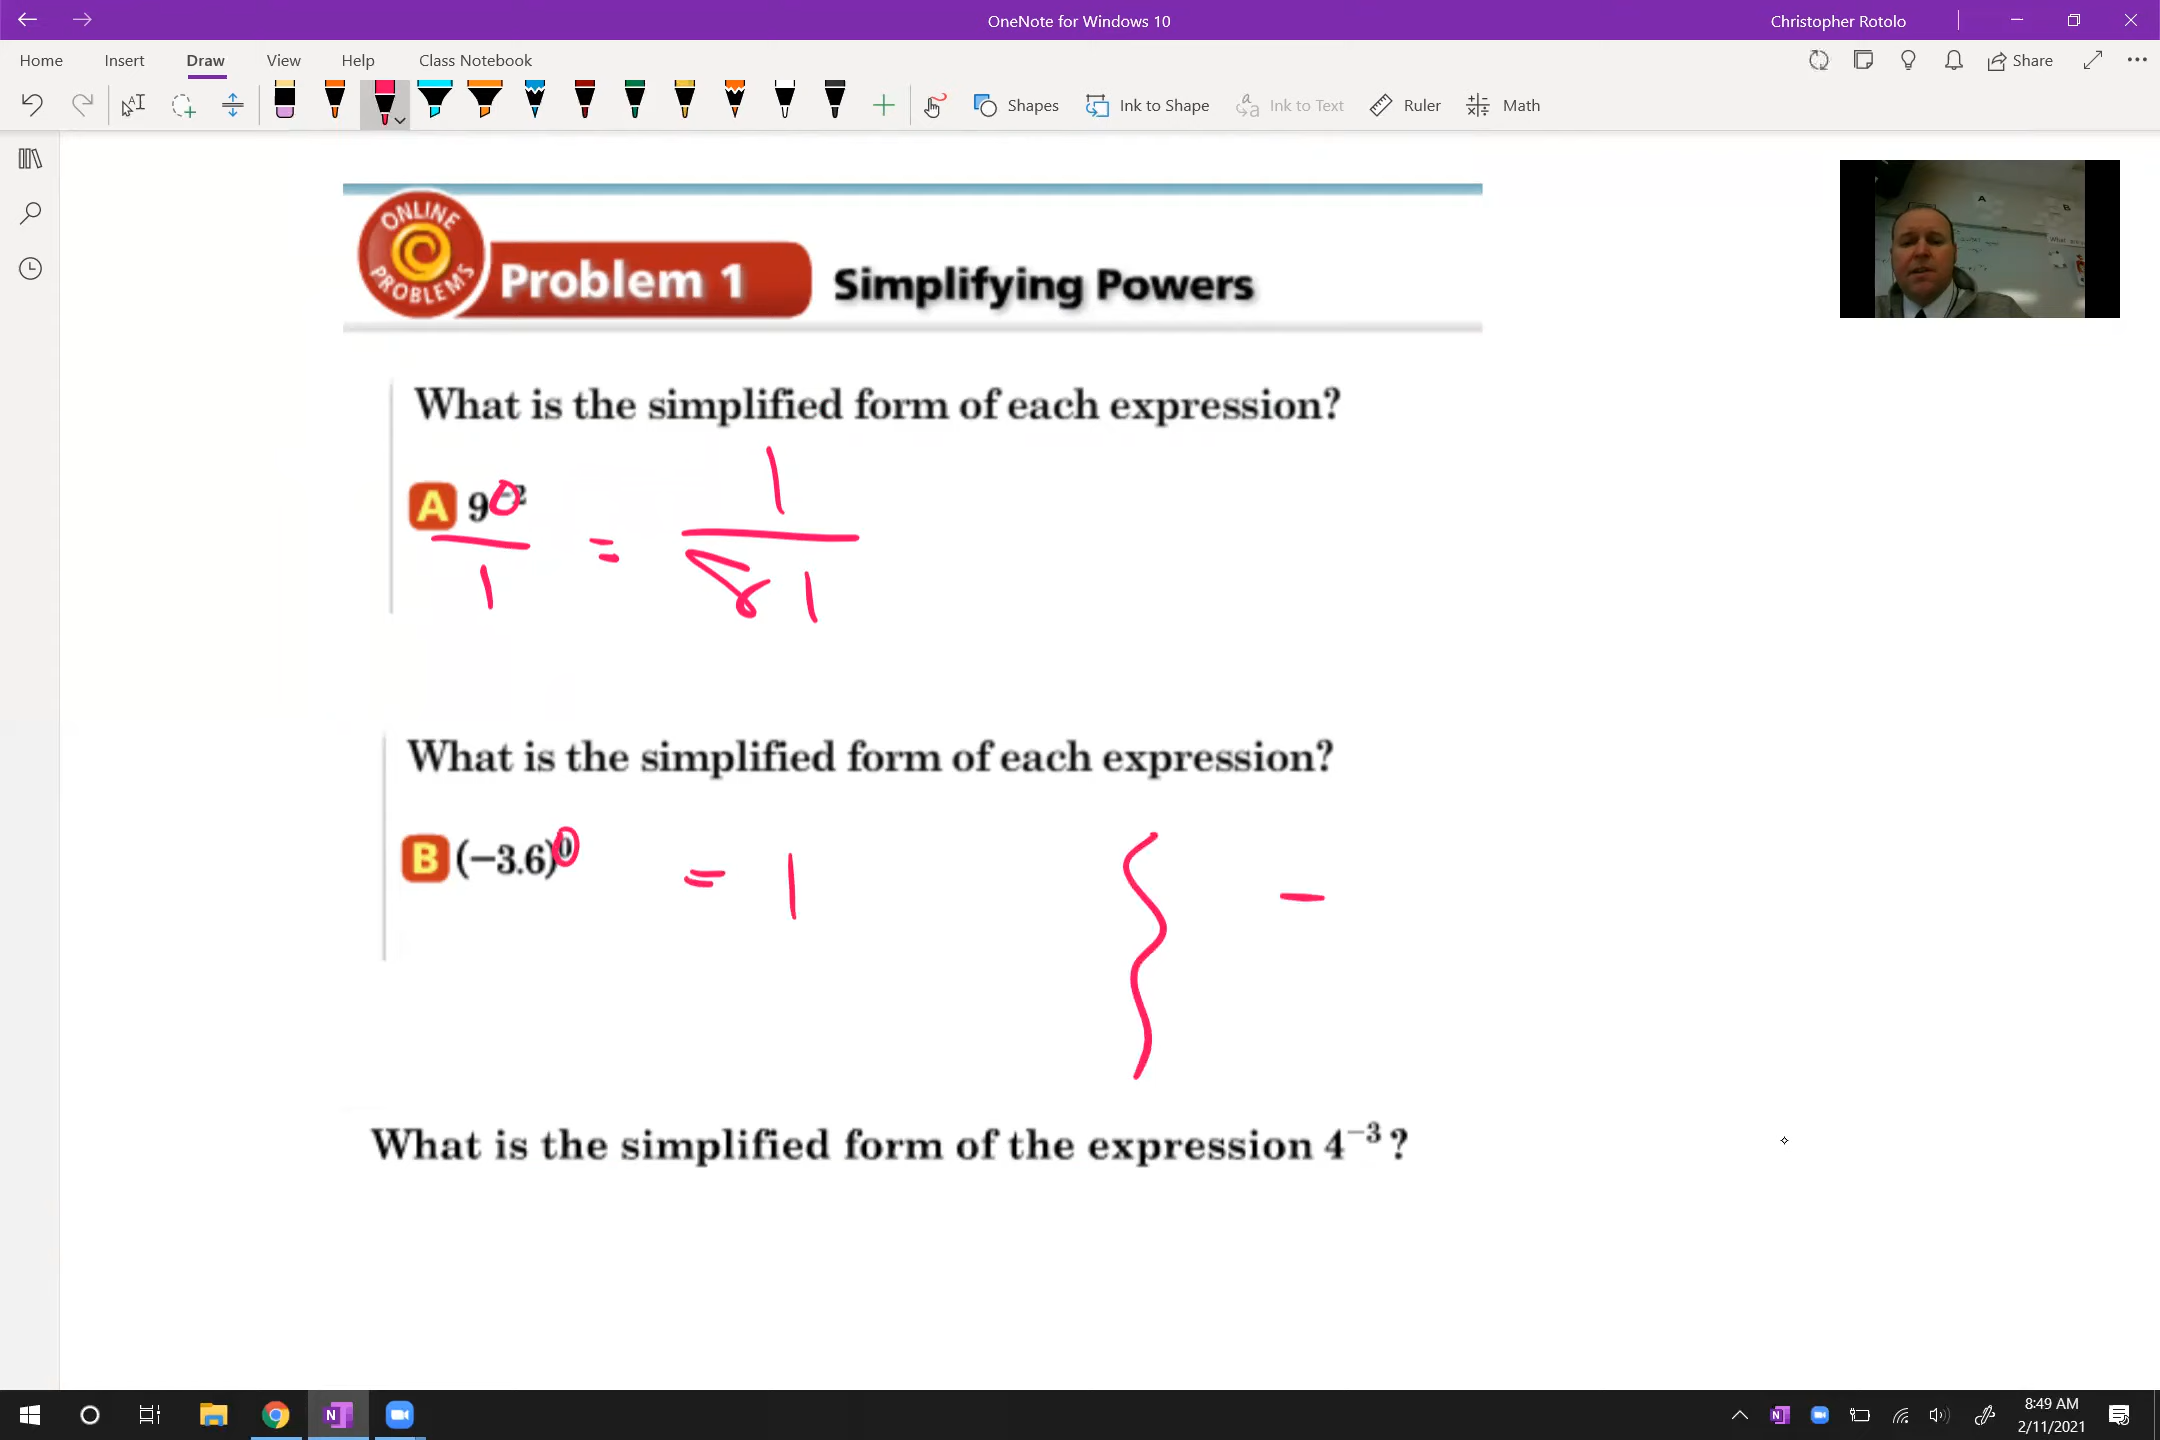 OneNote for Windows 10
Christopher Rotolo
Home Insert Draw View Help Class Notebook
Share
Shapes Ink to Shape Ink to Text Ruler Math
ONLINE PROBLEMS
Problem 1 Simplifying Powers
What is the simplified form of each expression?
1
A 9⁻² 0
=
1
81
What is the simplified form of each expression?
B (−3.6)⁰ = 1 −
What is the simplified form of the expression 4⁻³ ?
8:49 AM
2/11/2021